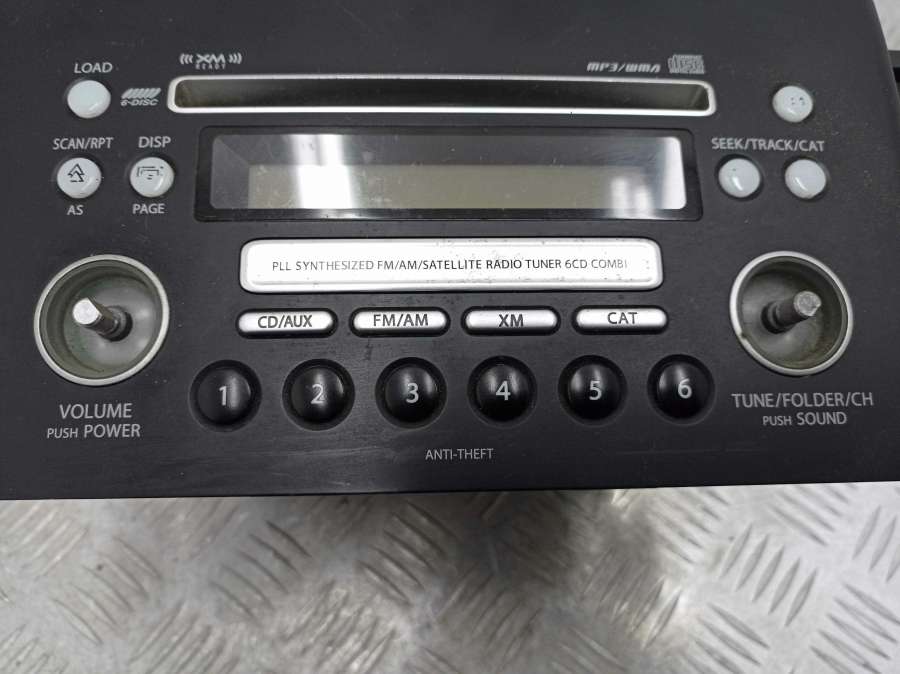 LOAD
XM
READY
6-DISC
MP3/WMA
SCAN/RPT
DISP
SEEK/TRACK/CAT
AS
PAGE
PLL SYNTHESIZED FM/AM/SATELLITE RADIO TUNER 6CD COMBI
CD/AUX
FM/AM
XM
CAT
1
2
3
4
5
6
VOLUME
PUSH POWER
TUNE/FOLDER/CH
PUSH SOUND
ANTI-THEFT